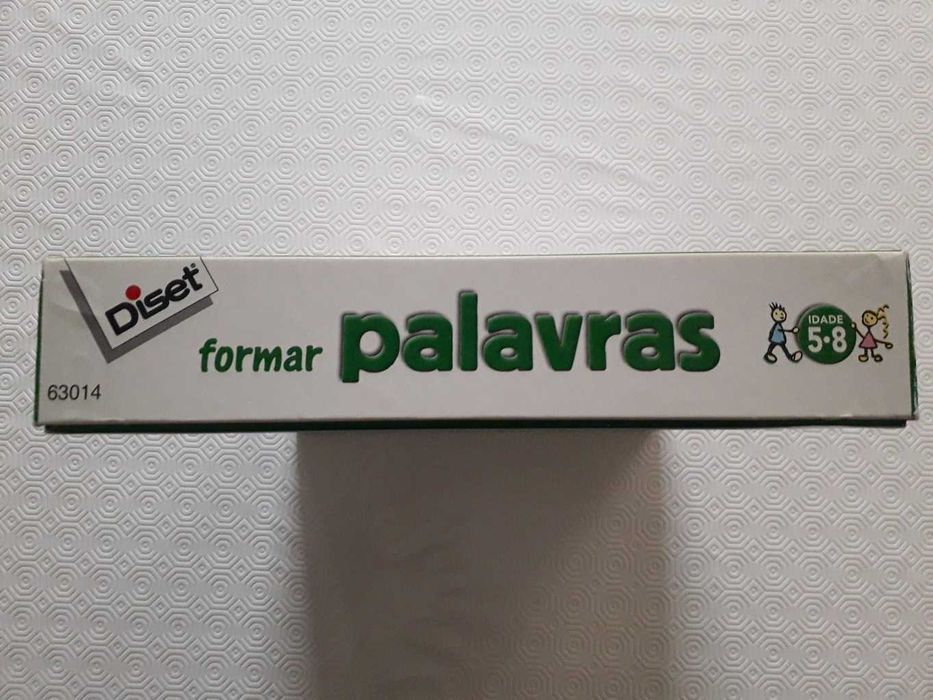 Diset
formar palavras
IDADE
5·8
63014